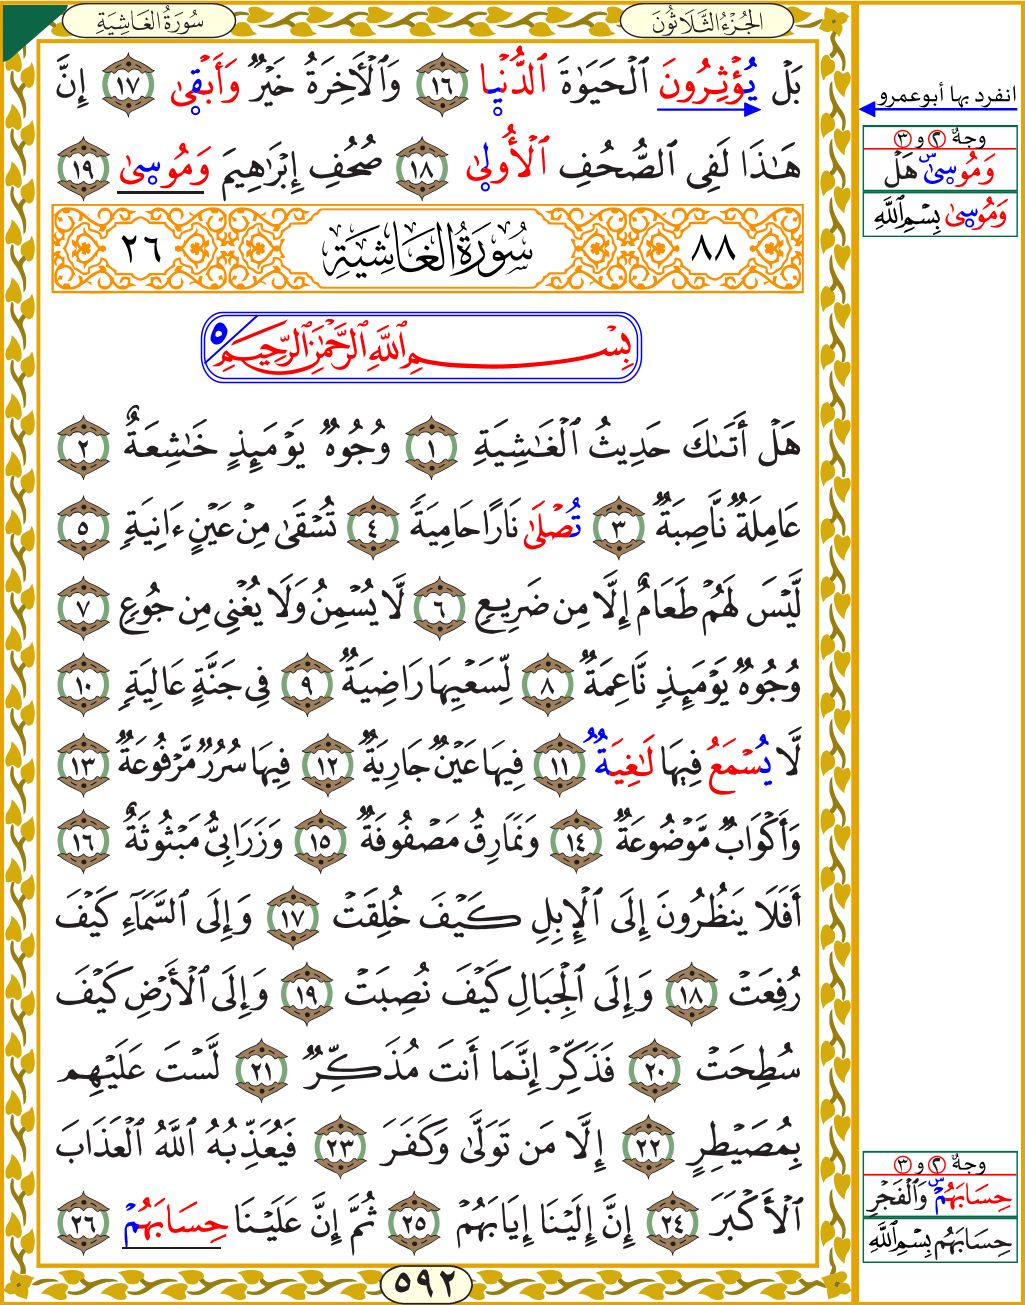 سُورَةُ الغَاشِيَةِ
الجُزْءُ الثَّلَاثُونَ
بَلۡ يُؤۡثِرُونَ ٱلۡحَيَوٰةَ ٱلدُّنۡيٜا ١٦ وَٱلۡأٓخِرَةُ خَيۡرٞ وَأَبۡقٜىٰ ١٧ إِنَّ
هَٰذَا لَفِي ٱلصُّحُفِ ٱلۡأُولٜىٰ ١٨ صُحُفِ إِبۡرَٰهِيمَ وَمُوسٜىٰ ١٩
٨٨ سُورَةُ الغَاشِيَةِ ٢٦
بِسۡمِ ٱللَّهِ ٱلرَّحۡمَٰنِ ٱلرَّحِيمِ ٥
هَلۡ أَتَىٰكَ حَدِيثُ ٱلۡغَٰشِيَةِ ١ وُجُوهٞ يَوۡمَئِذٍ خَٰشِعَةٌ ٢
عَامِلَةٞ نَّاصِبَةٞ ٣ تُصۡلَىٰ نَارًا حَامِيَةٗ ٤ تُسۡقَىٰ مِنۡ عَيۡنٍ ءَانِيَةٖ ٥
لَّيۡسَ لَهُمۡ طَعَامٌ إِلَّا مِن ضَرِيعٖ ٦ لَّا يُسۡمِنُ وَلَا يُغۡنِي مِن جُوعٖ ٧
وُجُوهٞ يَوۡمَئِذٖ نَّاعِمَةٞ ٨ لِّسَعۡيِهَا رَاضِيَةٞ ٩ فِي جَنَّةٍ عَالِيَةٖ ١٠
لَّا يُسۡمَعُ فِيهَا لَٰغِيَةٞ ١١ فِيهَا عَيۡنٞ جَارِيَةٞ ١٢ فِيهَا سُرُرٞ مَّرۡفُوعَةٞ ١٣
وَأَكۡوَابٞ مَّوۡضُوعَةٞ ١٤ وَنَمَارِقُ مَصۡفُوفَةٞ ١٥ وَزَرَابِيُّ مَبۡثُوثَةٌ ١٦
أَفَلَا يَنظُرُونَ إِلَى ٱلۡإِبِلِ كَيۡفَ خُلِقَتۡ ١٧ وَإِلَى ٱلسَّمَآءِ كَيۡفَ
رُفِعَتۡ ١٨ وَإِلَى ٱلۡجِبَالِ كَيۡفَ نُصِبَتۡ ١٩ وَإِلَى ٱلۡأَرۡضِ كَيۡفَ
سُطِحَتۡ ٢٠ فَذَكِّرۡ إِنَّمَآ أَنتَ مُذَكِّرٞ ٢١ لَّسۡتَ عَلَيۡهِم
بِمُصَيۡطِرٍ ٢٢ إِلَّا مَن تَوَلَّىٰ وَكَفَرَ ٢٣ فَيُعَذِّبُهُ ٱللَّهُ ٱلۡعَذَابَ
ٱلۡأَكۡبَرَ ٢٤ إِنَّ إِلَيۡنَآ إِيَابَهُمۡ ٢٥ ثُمَّ إِنَّ عَلَيۡنَا حِسَابَهُمۡ ٢٦
٥٩٢
انفرد بها أبوعمرو
وجهٌ ٢ و ٣
وَمُوسٜىٰ س هَلۡ
وَمُوسٜىٰ بِسۡمِ ٱللَّهِ
وجهٌ ٢ و ٣
حِسَابَهُمۡ س وَٱلۡفَجۡرِ
حِسَابَهُم بِسۡمِ ٱللَّهِ